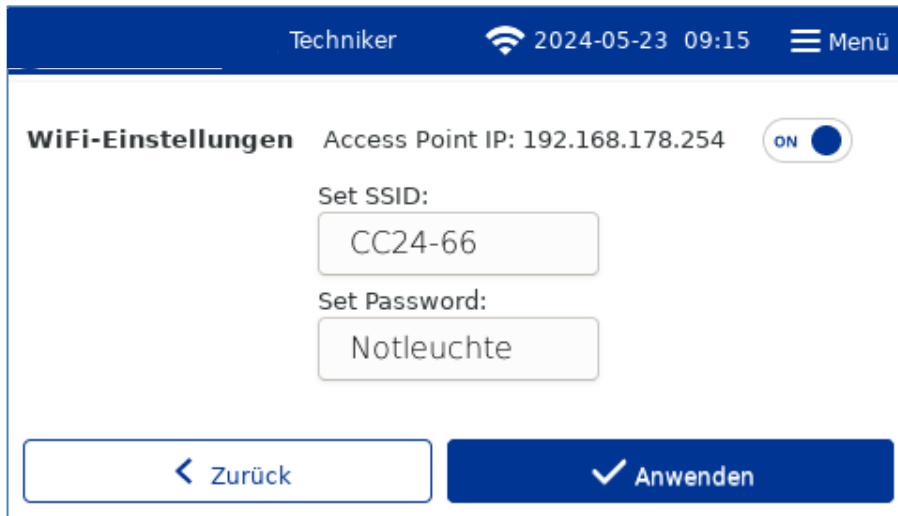 Techniker 2024-05-23 09:15 Menü
WiFi-Einstellungen Access Point IP: 192.168.178.254 ON
Set SSID:
CC24-66
Set Password:
Notleuchte
Zurück Anwenden